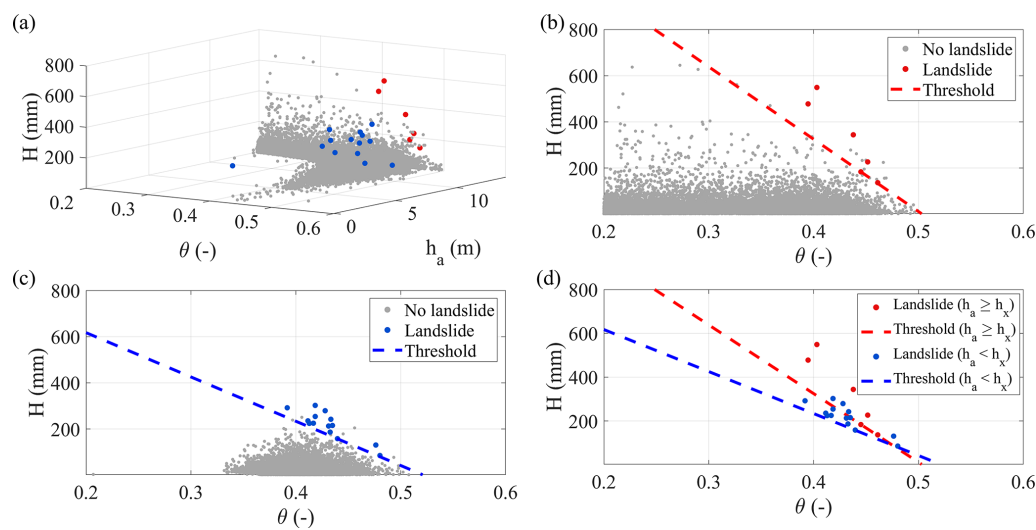 (a)
800
600
400
200
H (mm)
0.2
0.3
0.4
0.5
0.6
θ (-)
0
5
10
h_a (m)
(b)
800
600
400
200
0
H (mm)
0.2
0.3
0.4
0.5
0.6
θ (-)
No landslide
Landslide
Threshold
(c)
800
600
400
200
0
H (mm)
0.2
0.3
0.4
0.5
0.6
θ (-)
No landslide
Landslide
Threshold
(d)
800
600
400
200
0
H (mm)
0.2
0.3
0.4
0.5
0.6
θ (-)
Landslide (h_a ≥ h_x)
Threshold (h_a ≥ h_x)
Landslide (h_a < h_x)
Threshold (h_a < h_x)